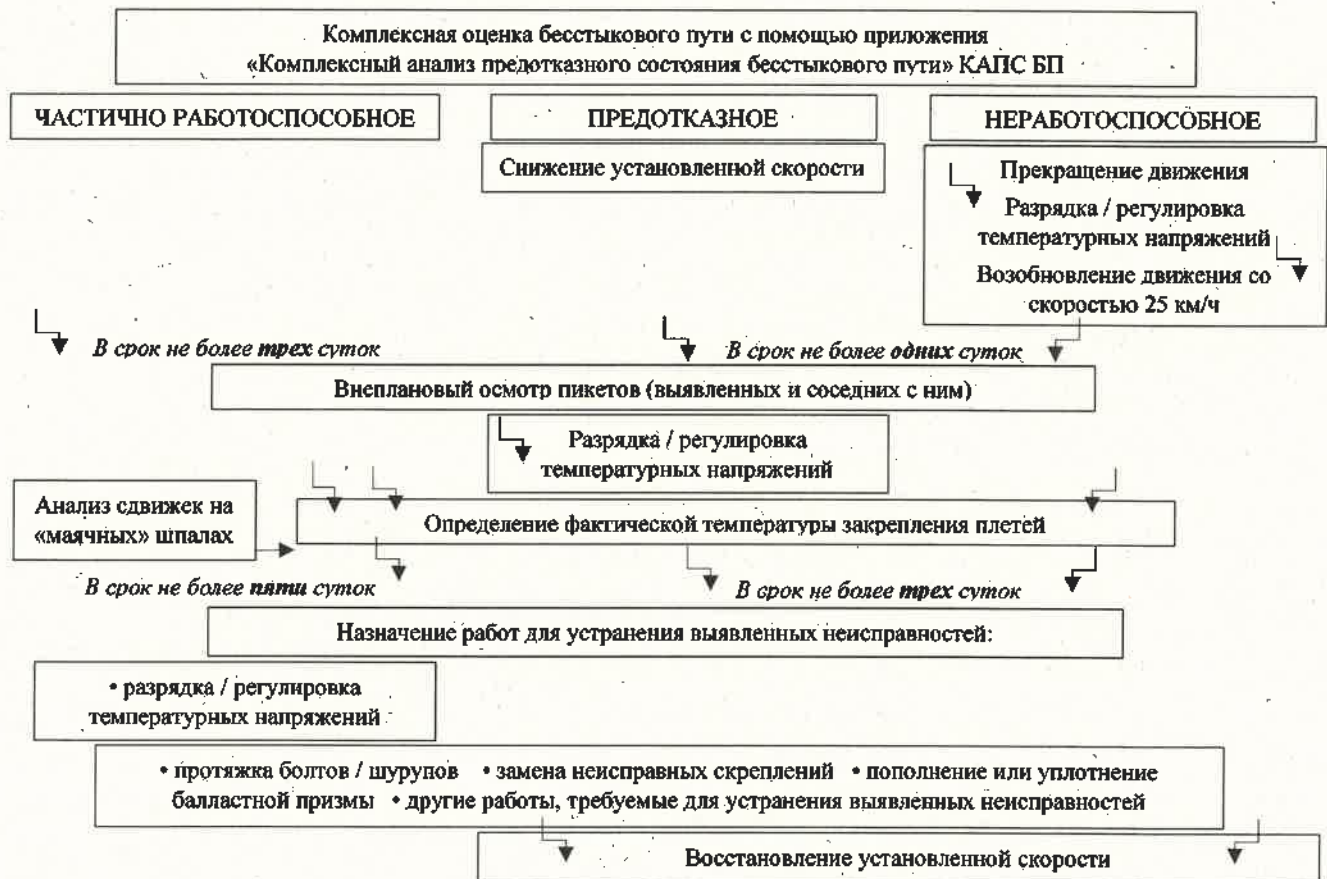 Комплексная оценка бесстыкового пути с помощью приложения
«Комплексный анализ предотказного состояния бесстыкового пути» КАПС БП
ЧАСТИЧНО РАБОТОСПОСОБНОЕ
ПРЕДОТКАЗНОЕ
НЕРАБОТОСПОСОБНОЕ
Снижение установленной скорости
Прекращение движения
Разрядка / регулировка
температурных напряжений
Возобновление движения со
скоростью 25 км/ч
В срок не более трех суток
В срок не более одних суток
Внеплановый осмотр пикетов (выявленных и соседних с ним)
Разрядка / регулировка
температурных напряжений
Анализ сдвижек на
«маячных» шпалах
Определение фактической температуры закрепления плетей
В срок не более пяти суток
В срок не более трех суток
Назначение работ для устранения выявленных неисправностей:
• разрядка / регулировка
температурных напряжений
• протяжка болтов / шурупов • замена неисправных скреплений • пополнение или уплотнение
балластной призмы • другие работы, требуемые для устранения выявленных неисправностей
Восстановление установленной скорости